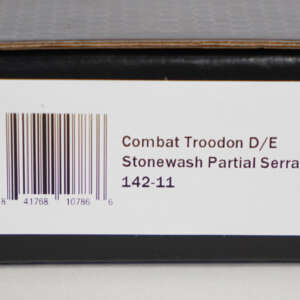 Combat Troodon D/E
Stonewash Partial Serra
142-11
8 41768 10786 6